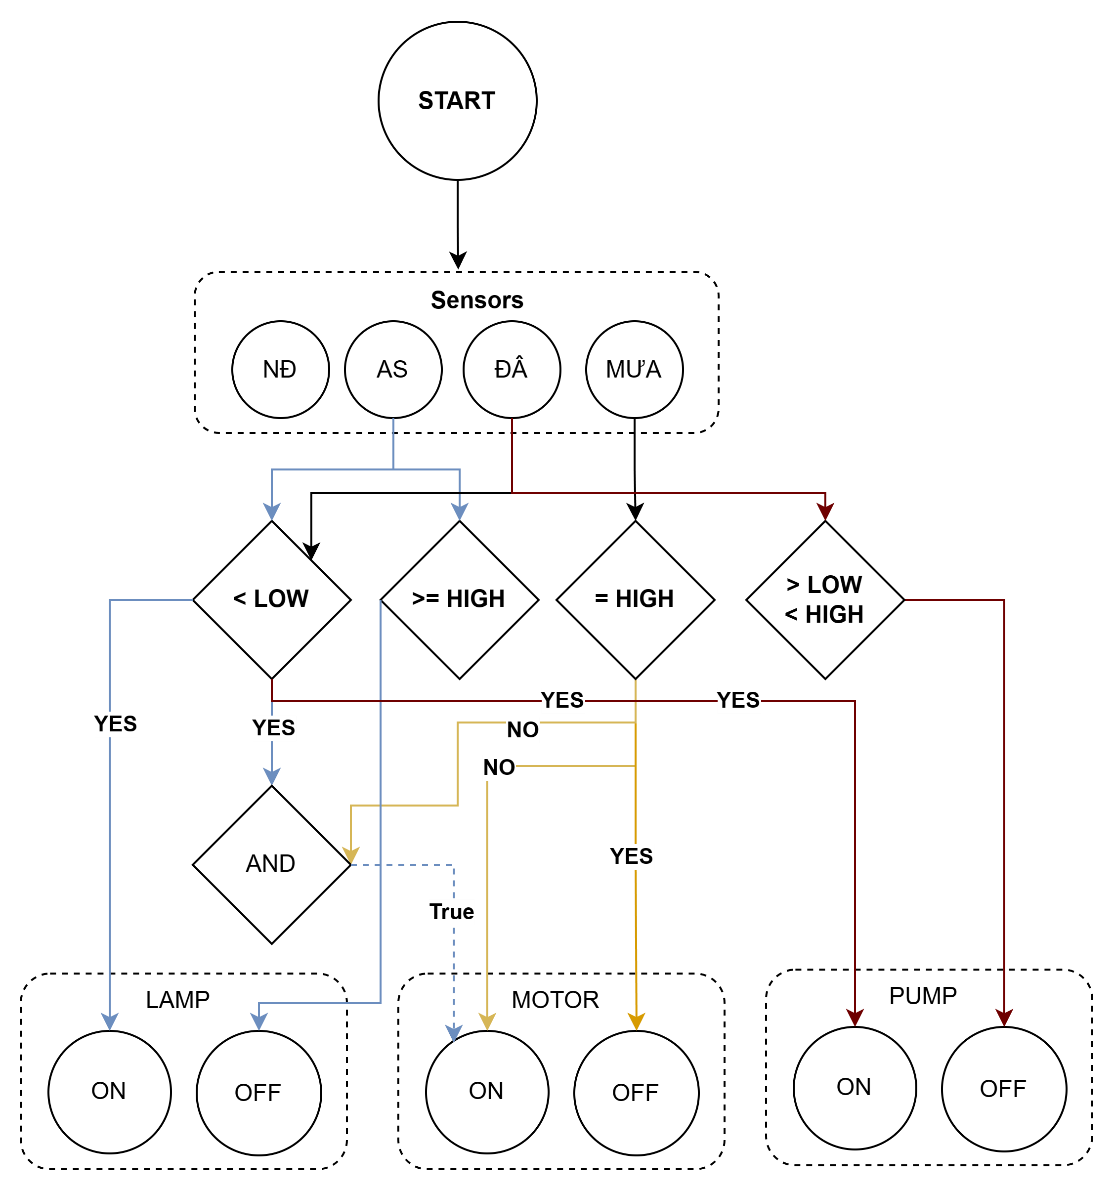 START
Sensors
NĐ
AS
ĐÂ
MƯA
< LOW
>= HIGH
= HIGH
> LOW
< HIGH
YES
YES
YES
YES
NO
NO
YES
AND
True
LAMP
ON
OFF
MOTOR
ON
OFF
PUMP
ON
OFF